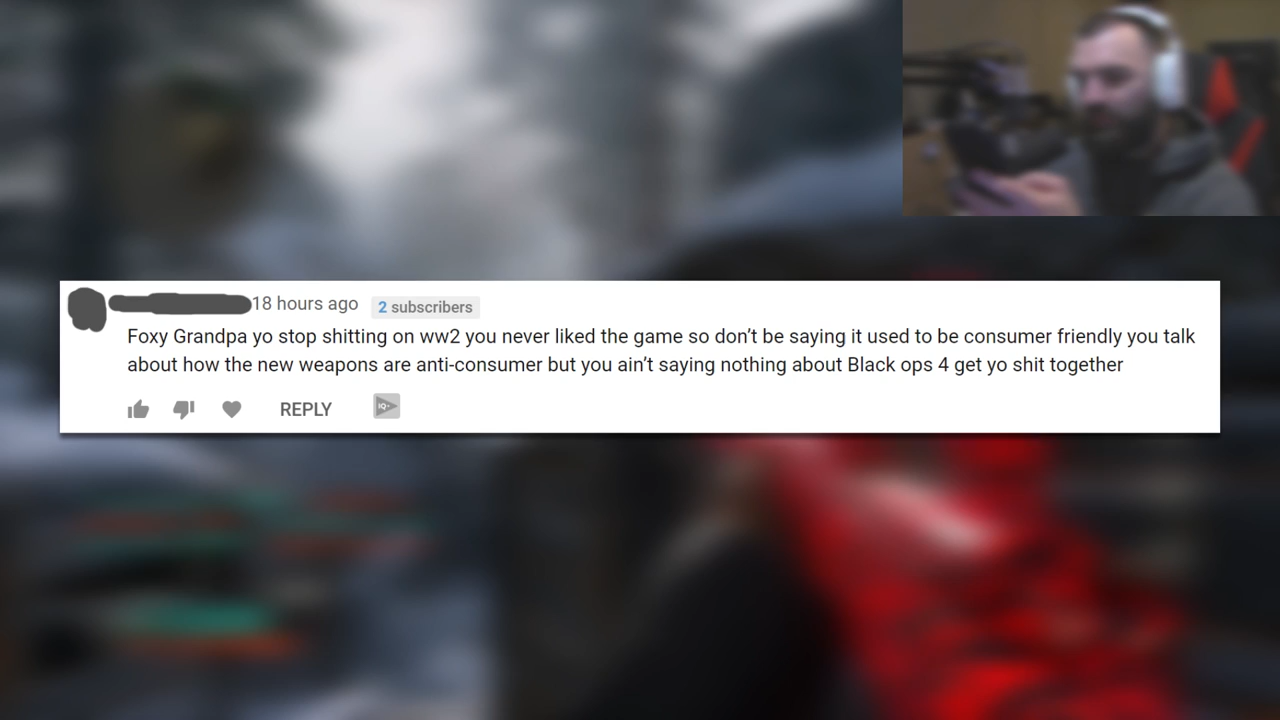 18 hours ago 2 subscribers
Foxy Grandpa yo stop shitting on ww2 you never liked the game so don't be saying it used to be consumer friendly you talk
about how the new weapons are anti-consumer but you ain't saying nothing about Black ops 4 get yo shit together
REPLY IQ